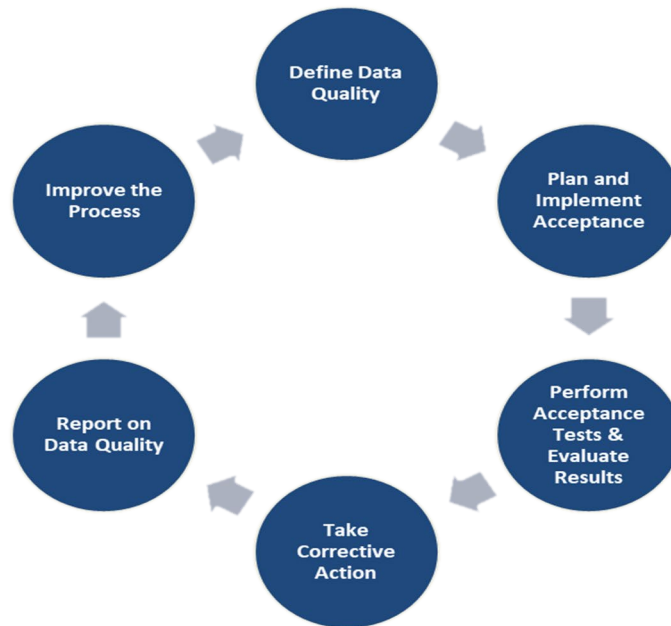 Define Data
Quality
Plan and
Implement
Acceptance
Perform
Acceptance
Tests &
Evaluate
Results
Take
Corrective
Action
Report on
Data Quality
Improve the
Process